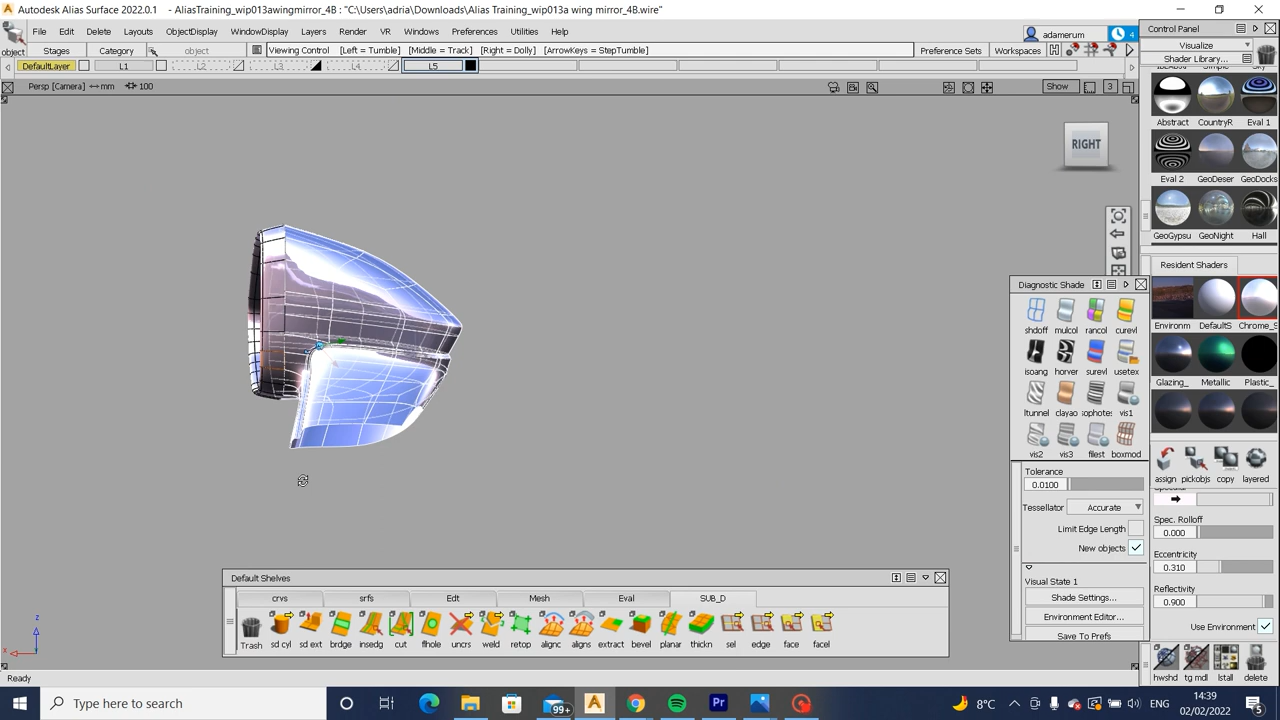 Autodesk Alias Surface 2022.0.1 - AliasTraining_wip013awingmirror_4B : "C:\Users\adria\Downloads\Alias Training_wip013a wing mirror_4B.wire"
File Edit Delete Layouts ObjectDisplay WindowDisplay Layers Render VR Windows Preferences Utilities Help
adamerum 4
object Stages Category object Viewing Control [Left = Tumble] [Middle = Track] [Right = Dolly] [ArrowKeys = StepTumble] Preference Sets Workspaces
DefaultLayer L1 L2 L3 L4 L5
Persp [Camera] mm 100 Show 3
RIGHT
Control Panel
Visualize
Shader Library...
Abstract CountryR Eval 1
Eval 2 GeoDeser GeoDocks
GeoGypsu GeoNight Hall
Resident Shaders
Environm DefaultS Chrome_S
Glazing_ Metallic Plastic_
assign pickobjs copy layered
Spec. Rolloff
0.000
Eccentricity
0.310
Reflectivity
0.900
Use Environment
hwshd tg mdl lstall delete
Diagnostic Shade
shdoff mulcol rancol curevl
isoang horver surevl usetex
ltunnel clayao sophotes vis1
vis2 vis3 filest boxmod
Tolerance
0.0100
Tessellator Accurate
Limit Edge Length
New objects
Visual State 1
Shade Settings...
Environment Editor...
Save To Prefs
Default Shelves
crvs srfs Edt Mesh Eval SUB_D
Trash sd cyl sd ext brdge insedg cut flhole uncrs weld retop alignc aligns extract bevel planar thickn sel edge face facel
z
x
Ready
Type here to search
99+
8°C
ENG
14:39
02/02/2022